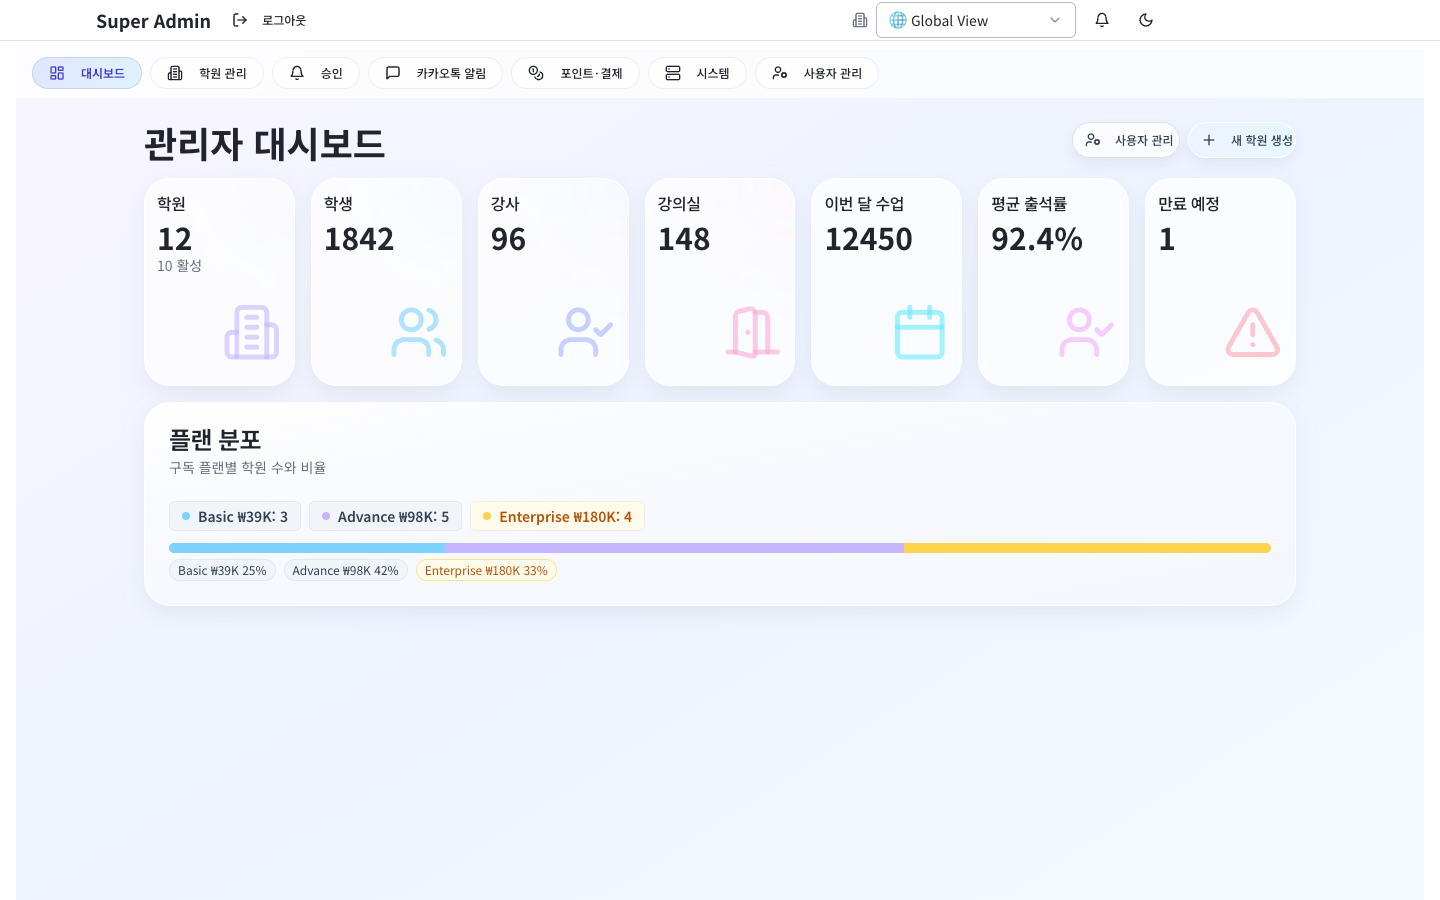 Super Admin
로그아웃
Global View
대시보드
학원 관리
승인
카카오톡 알림
포인트·결제
시스템
사용자 관리
관리자 대시보드
사용자 관리
새 학원 생성
학원
12
10 활성
학생
1842
강사
96
강의실
148
이번 달 수업
12450
평균 출석률
92.4%
만료 예정
1
플랜 분포
구독 플랜별 학원 수와 비율
Basic ₩39K: 3
Advance ₩98K: 5
Enterprise ₩180K: 4
Basic ₩39K 25%
Advance ₩98K 42%
Enterprise ₩180K 33%